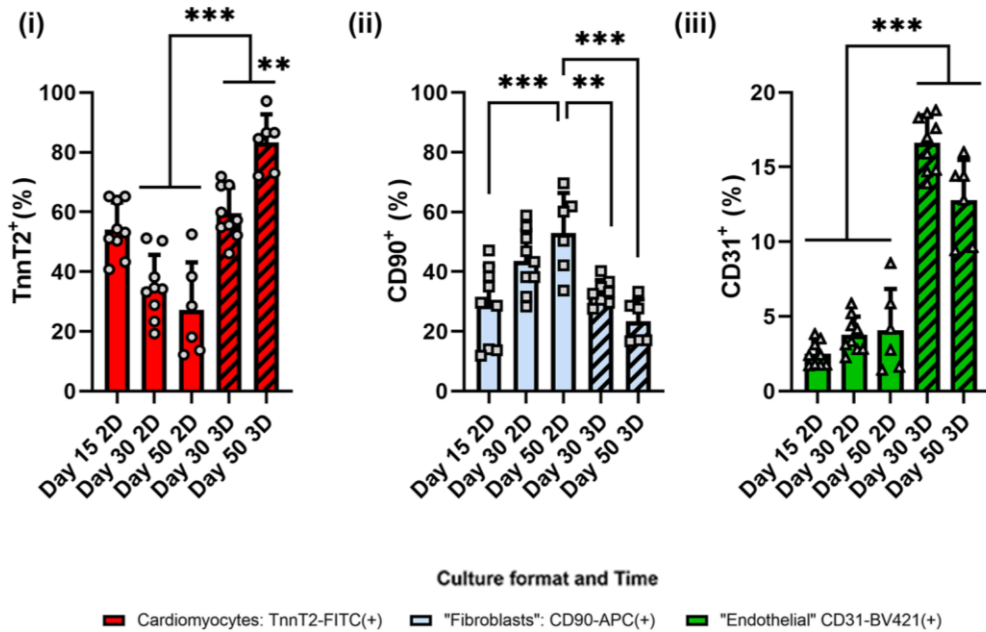 (i)
***
**
TnnT2+ (%)
100
80
60
40
20
0
Day 15 2D
Day 30 2D
Day 50 2D
Day 30 3D
Day 50 3D
(ii)
***
***
**
CD90+ (%)
100
80
60
40
20
0
Day 15 2D
Day 30 2D
Day 50 2D
Day 30 3D
Day 50 3D
(iii)
***
CD31+ (%)
20
15
10
5
0
Day 15 2D
Day 30 2D
Day 50 2D
Day 30 3D
Day 50 3D
Culture format and Time
Cardiomyocytes: TnnT2-FITC(+)
"Fibroblasts": CD90-APC(+)
"Endothelial" CD31-BV421(+)